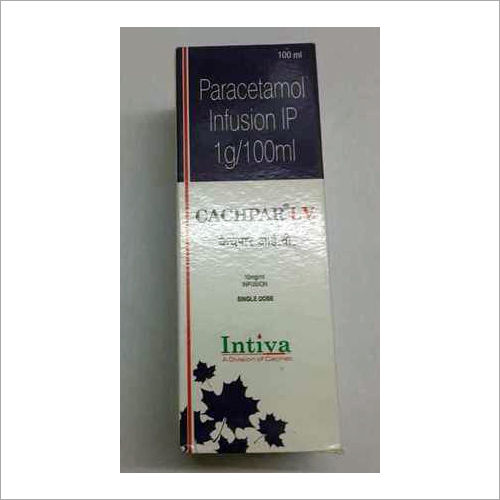 100 ml
Paracetamol
Infusion IP
1g/100ml
CACHPAR® I.V.
कॅचपार आई.वी.
10mg/ml
INFUSION
SINGLE DOSE
Intiva
A Division of Cachet